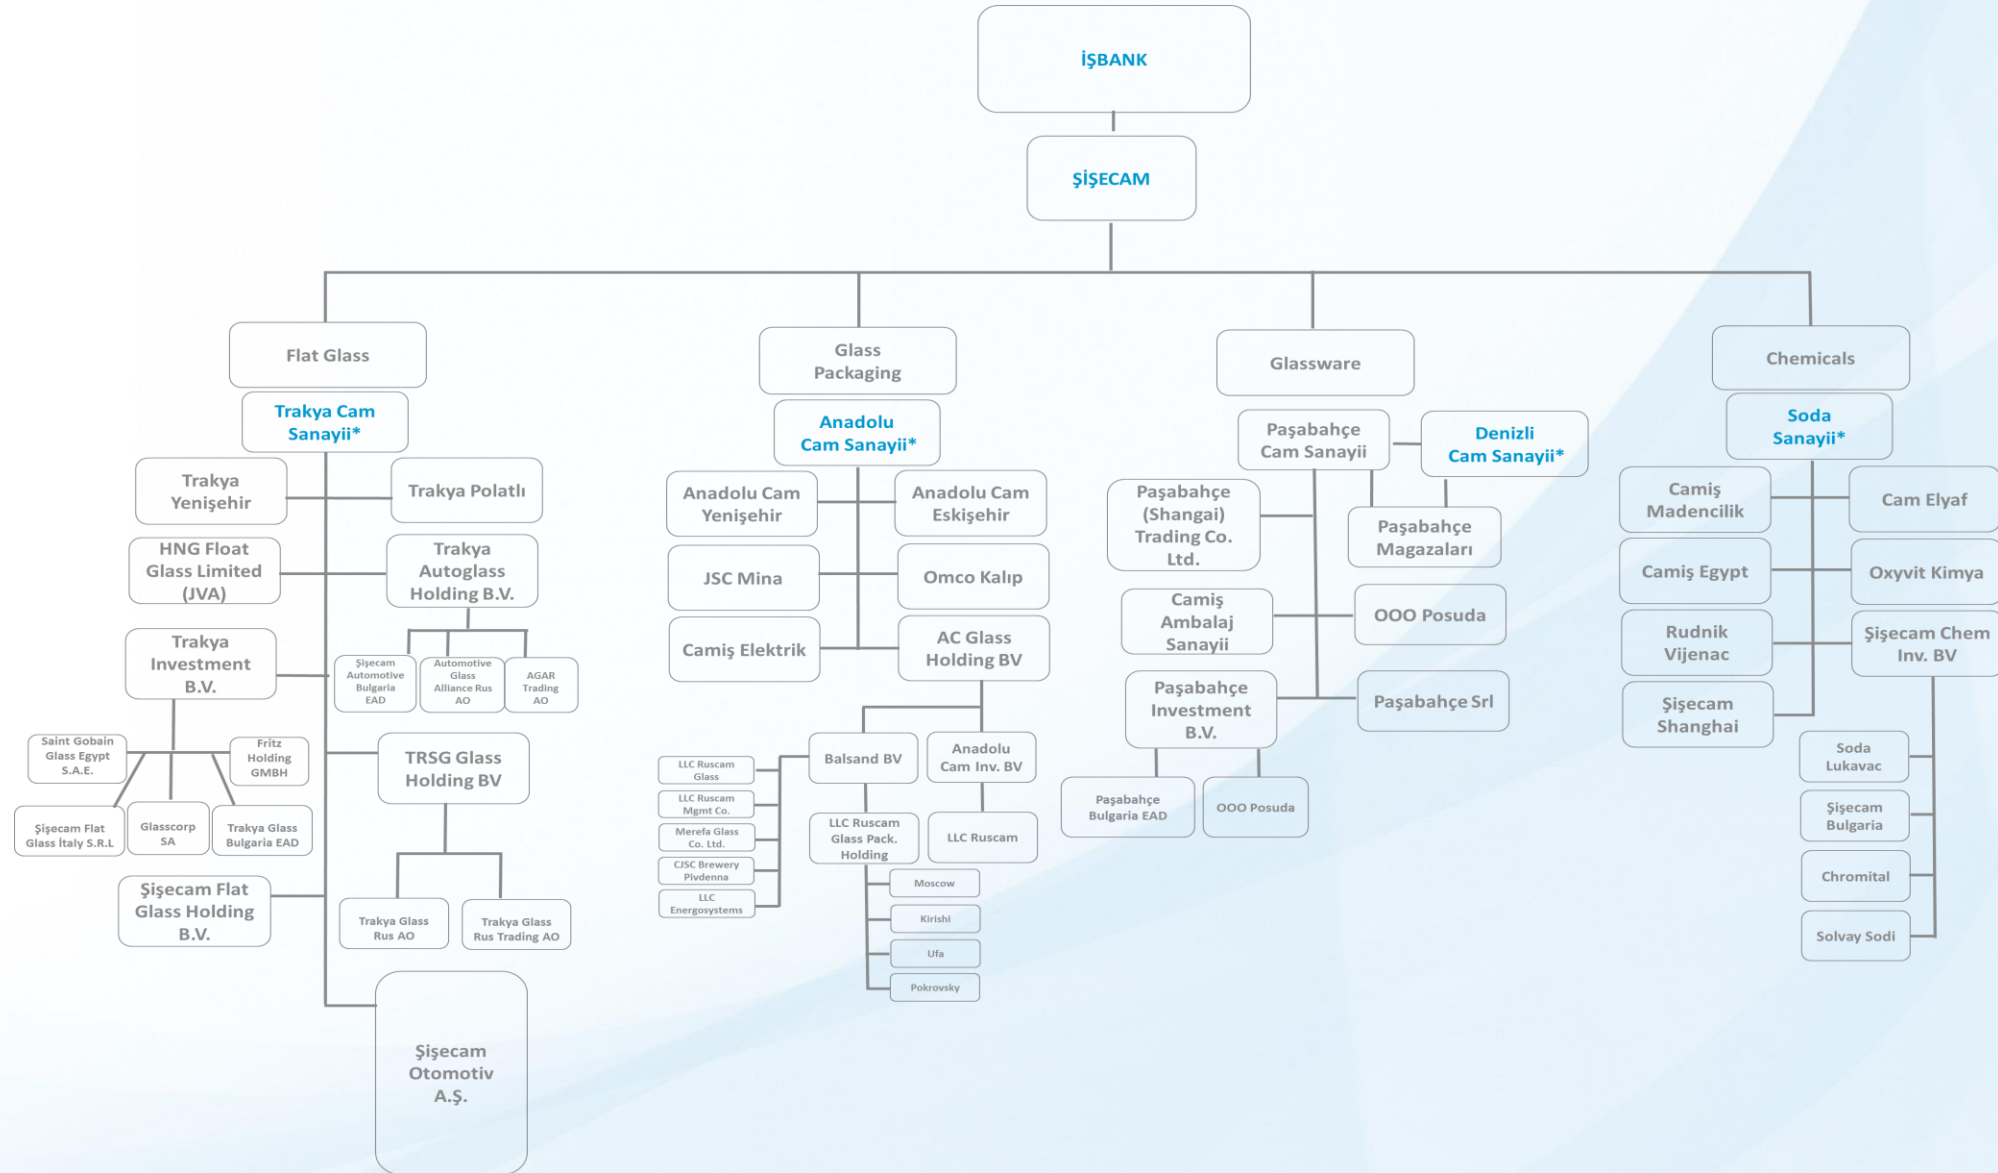 İŞBANK
ŞİŞECAM
Flat Glass
Trakya Cam
Sanayii*
Trakya
Yenişehir
Trakya Polatlı
HNG Float
Glass Limited
(JVA)
Trakya
Autoglass
Holding B.V.
Trakya
Investment
B.V.
Şişecam
Automotive
Bulgaria
EAD
Automotive
Glass
Alliance Rus
AO
AGAR
Trading
AO
Saint Gobain
Glass Egypt
S.A.E.
Fritz
Holding
GMBH
Şişecam Flat
Glass İtaly S.R.L
Glasscorp
SA
Trakya Glass
Bulgaria EAD
TRSG Glass
Holding BV
Şişecam Flat
Glass Holding
B.V.
Trakya Glass
Rus AO
Trakya Glass
Rus Trading AO
Şişecam
Otomotiv
A.Ş.
Glass
Packaging
Anadolu
Cam Sanayii*
Anadolu Cam
Yenişehir
Anadolu Cam
Eskişehir
JSC Mina
Omco Kalıp
Camiş Elektrik
AC Glass
Holding BV
Balsand BV
Anadolu
Cam Inv. BV
LLC Ruscam
Glass
LLC Ruscam
Mgmt Co.
Merefa Glass
Co. Ltd.
CJSC Brewery
Pivdenna
LLC
Energosystems
LLC Ruscam
Glass Pack.
Holding
LLC Ruscam
Moscow
Kirishi
Ufa
Pokrovsky
Glassware
Paşabahçe
Cam Sanayii
Denizli
Cam Sanayii*
Paşabahçe
(Shangai)
Trading Co.
Ltd.
Paşabahçe
Magazaları
Camiş
Ambalaj
Sanayii
OOO Posuda
Paşabahçe
Investment
B.V.
Paşabahçe Srl
Paşabahçe
Bulgaria EAD
OOO Posuda
Chemicals
Soda
Sanayii*
Camiş
Madencilik
Cam Elyaf
Camiş Egypt
Oxyvit Kimya
Rudnik
Vijenac
Şişecam Chem
Inv. BV
Şişecam
Shanghai
Soda
Lukavac
Şişecam
Bulgaria
Chromital
Solvay Sodi